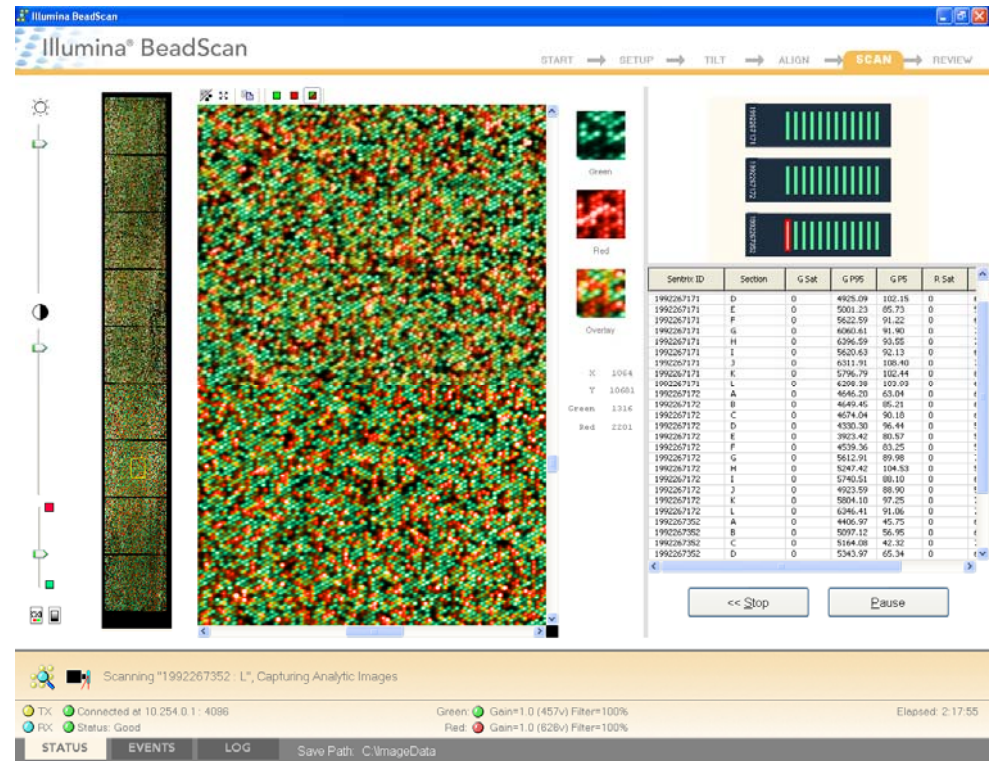 Illumina BeadScan
Illumina® BeadScan
START SETUP TILT ALIGN SCAN REVIEW
Green
Red
Overlay
X 1064
Y 10681
Green 1316
Red 2201
1992267171
1992267172
1992267352
Sentrix ID Section G Sat G P95 G P5 R Sat
1992267171 D 0 4925.09 102.15 0
1992267171 E 0 5001.23 85.73 0
1992267171 F 0 5622.59 91.22 0
1992267171 G 0 6060.61 91.90 0
1992267171 H 0 6396.59 93.55 0
1992267171 I 0 5620.63 92.13 0
1992267171 J 0 6311.91 108.40 0
1992267171 K 0 5796.79 102.44 0
1992267171 L 0 6298.38 103.93 0
1992267172 A 0 4646.20 63.84 0
1992267172 B 0 4649.45 85.21 0
1992267172 C 0 4674.04 90.18 0
1992267172 D 0 4330.30 96.44 0
1992267172 E 0 3923.42 80.57 0
1992267172 F 0 4539.36 83.25 0
1992267172 G 0 5612.91 89.98 0
1992267172 H 0 5247.42 104.53 0
1992267172 I 0 5740.51 88.10 0
1992267172 J 0 4923.59 88.90 0
1992267172 K 0 5804.10 97.25 0
1992267172 L 0 6346.41 91.06 0
1992267352 A 0 4406.97 45.75 0
1992267352 B 0 5097.12 56.95 0
1992267352 C 0 5164.08 42.32 0
1992267352 D 0 5343.97 65.34 0
<< Stop Pause
Scanning "1992267352 : L", Capturing Analytic Images
TX Connected at 10.254.0.1 : 4096 Green: Gain=1.0 (457v) Filter=100% Elapsed: 2:17:55
RX Status: Good Red: Gain=1.0 (628v) Filter=100%
STATUS EVENTS LOG Save Path: C:\ImageData